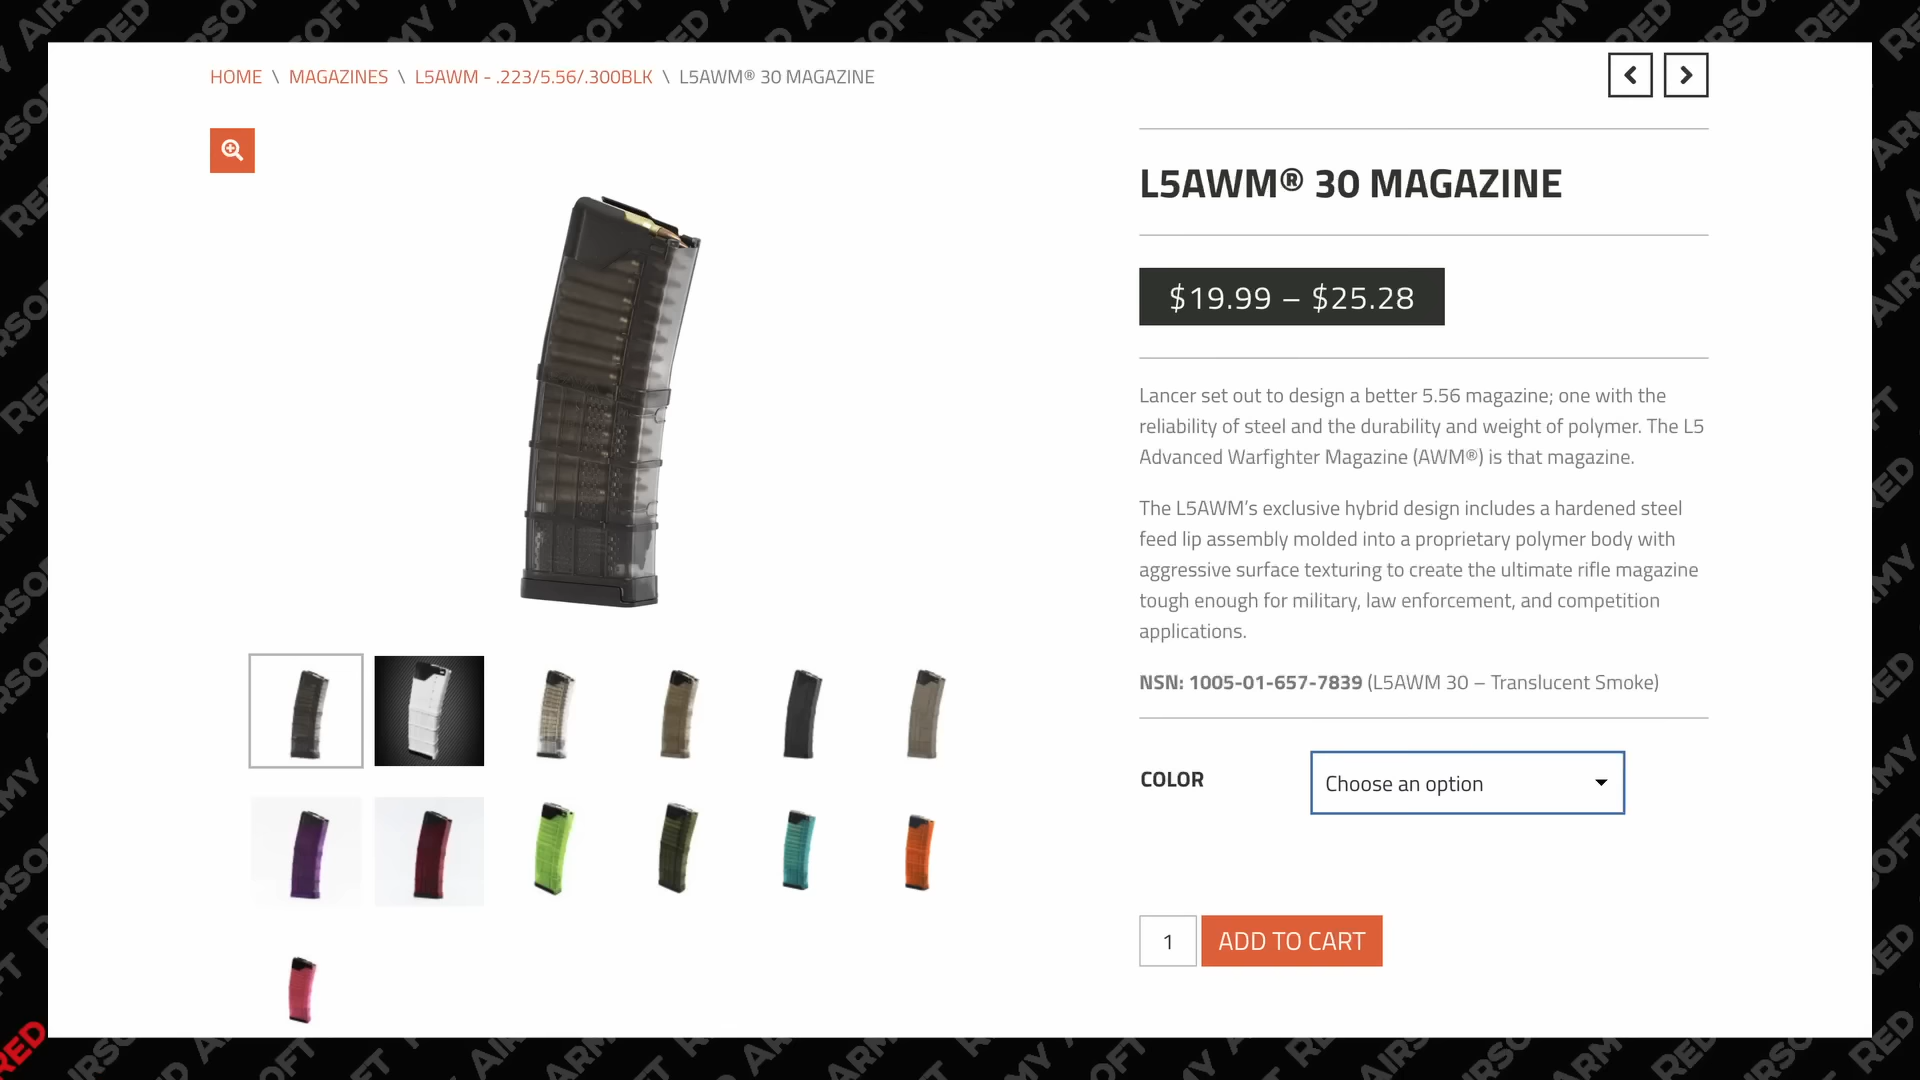 HOME \ MAGAZINES \ L5AWM - .223/5.56/.300BLK \ L5AWM® 30 MAGAZINE
L5AWM® 30 MAGAZINE
$19.99 – $25.28
Lancer set out to design a better 5.56 magazine; one with the
reliability of steel and the durability and weight of polymer. The L5
Advanced Warfighter Magazine (AWM®) is that magazine.
The L5AWM’s exclusive hybrid design includes a hardened steel
feed lip assembly molded into a proprietary polymer body with
aggressive surface texturing to create the ultimate rifle magazine
tough enough for military, law enforcement, and competition
applications.
NSN: 1005-01-657-7839 (L5AWM 30 – Translucent Smoke)
COLOR
Choose an option
1
ADD TO CART
RED